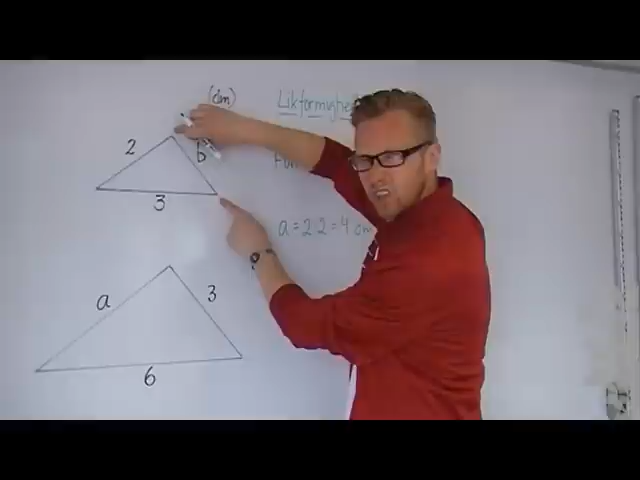 (cm)
Likformighet
2
b
3
a = 2·2 = 4 cm
a
3
6